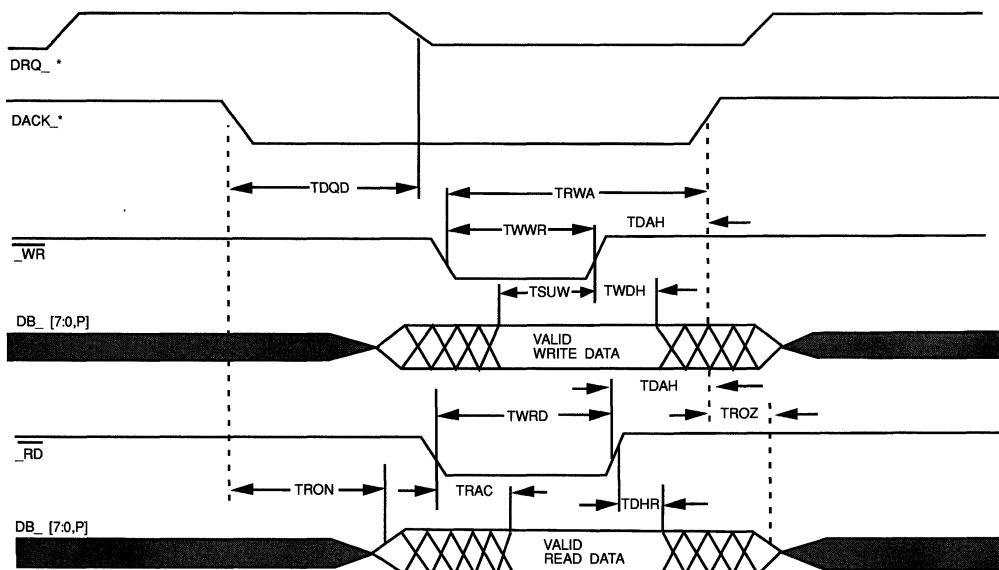 DRQ_ *
DACK_*
TDQD
TRWA
TWWR
TDAH
_WR
TSUW
TWDH
DB_ [7:0,P]
VALID
WRITE DATA
TDAH
TWRD
TROZ
_RD
TRON
TRAC
TDHR
DB_ [7:0,P]
VALID
READ DATA